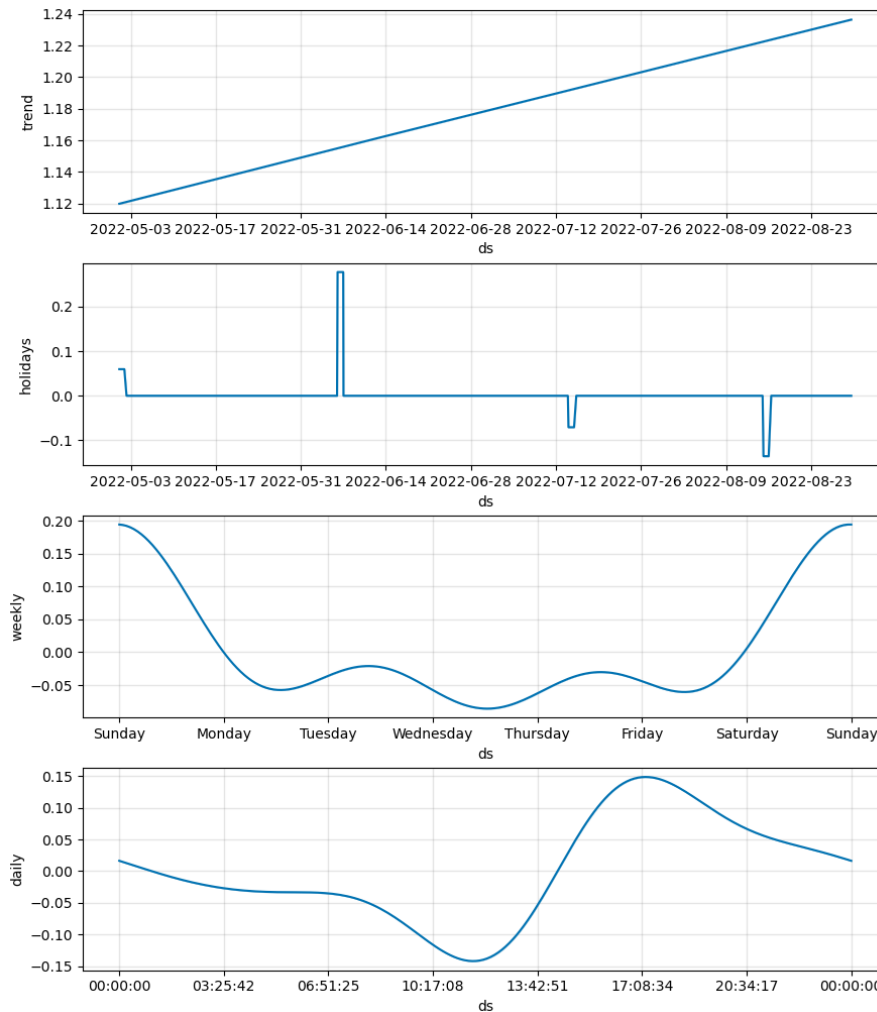 1.24
1.22
1.20
1.18
1.16
1.14
1.12
trend
2022-05-03 2022-05-17 2022-05-31 2022-06-14 2022-06-28 2022-07-12 2022-07-26 2022-08-09 2022-08-23
ds
0.2
0.1
0.0
−0.1
holidays
2022-05-03 2022-05-17 2022-05-31 2022-06-14 2022-06-28 2022-07-12 2022-07-26 2022-08-09 2022-08-23
ds
0.20
0.15
0.10
0.05
0.00
−0.05
weekly
Sunday Monday Tuesday Wednesday Thursday Friday Saturday Sunday
ds
0.15
0.10
0.05
0.00
−0.05
−0.10
−0.15
daily
00:00:00 03:25:42 06:51:25 10:17:08 13:42:51 17:08:34 20:34:17 00:00:00
ds